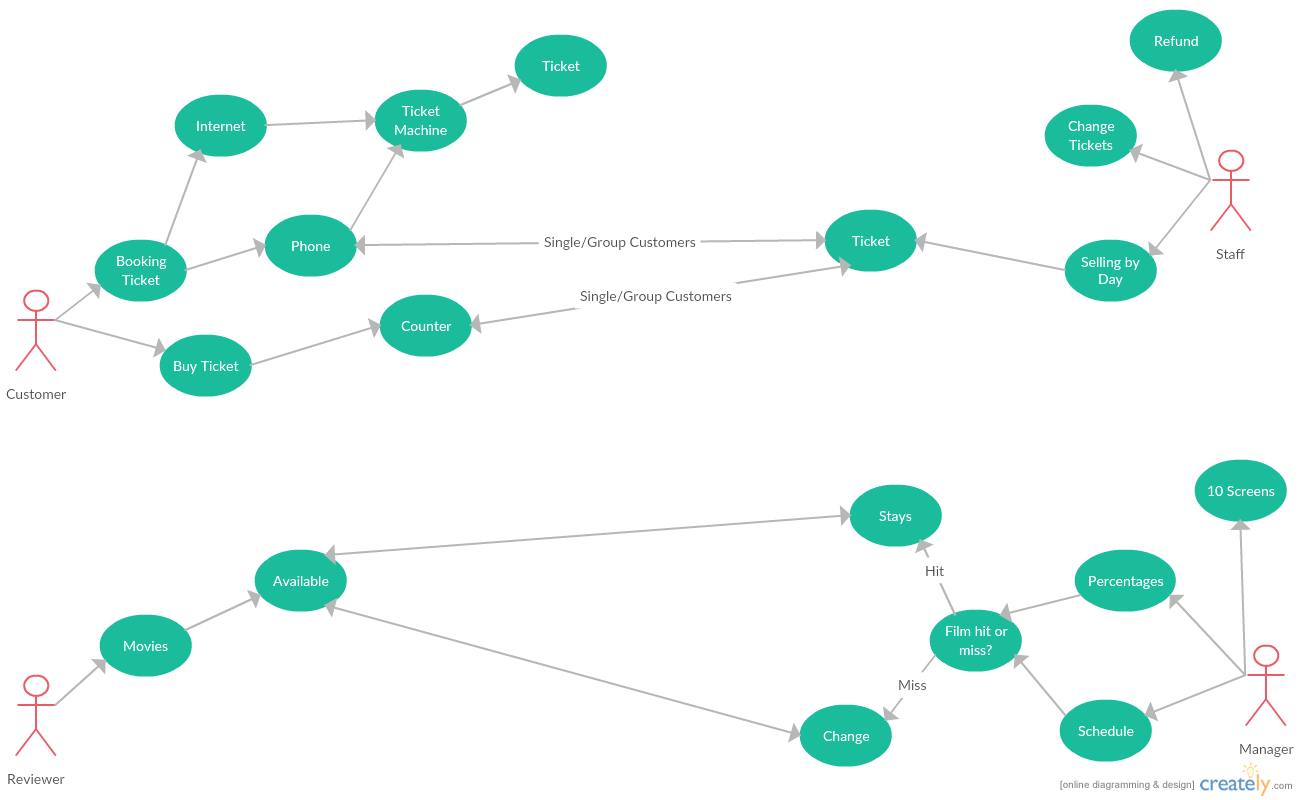 Refund
Ticket
Ticket
Machine
Internet
Change
Tickets
Staff
Single/Group Customers
Ticket
Phone
Booking
Ticket
Selling by
Day
Single/Group Customers
Counter
Buy Ticket
Customer
10 Screens
Stays
Hit
Available
Percentages
Film hit or
miss?
Movies
Miss
Change
Schedule
Manager
Reviewer
[online diagramming & design] creately.com